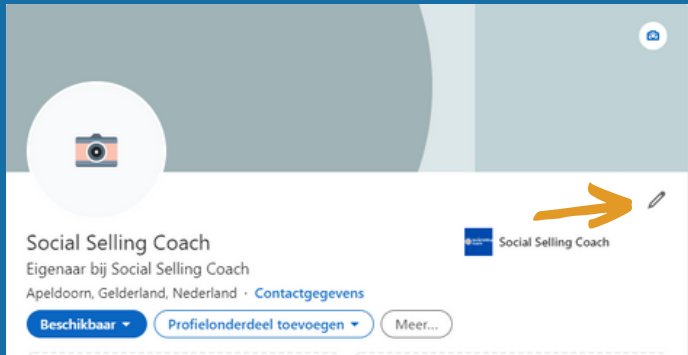 Social Selling Coach
Social Selling Coach
Eigenaar bij Social Selling Coach
Apeldoorn, Gelderland, Nederland · Contactgegevens
Beschikbaar
Profielonderdeel toevoegen
Meer...